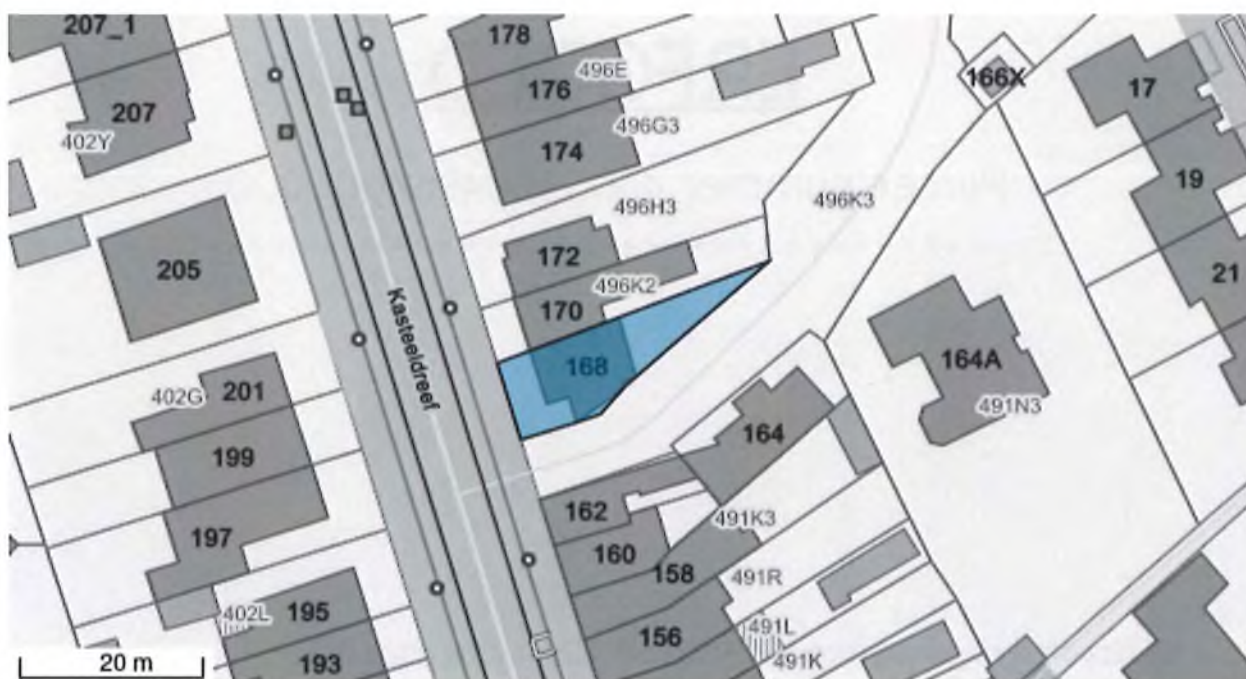 207_1
178
496E
166X
17
176
207
496G3
402Y
174
19
496H3
496K3
172
205
496K2
21
170
Kasteeldreef
168
164A
201
402G
491N3
164
199
162
491K3
197
160
158
491R
195
402L
491L
156
491K
20 m
193